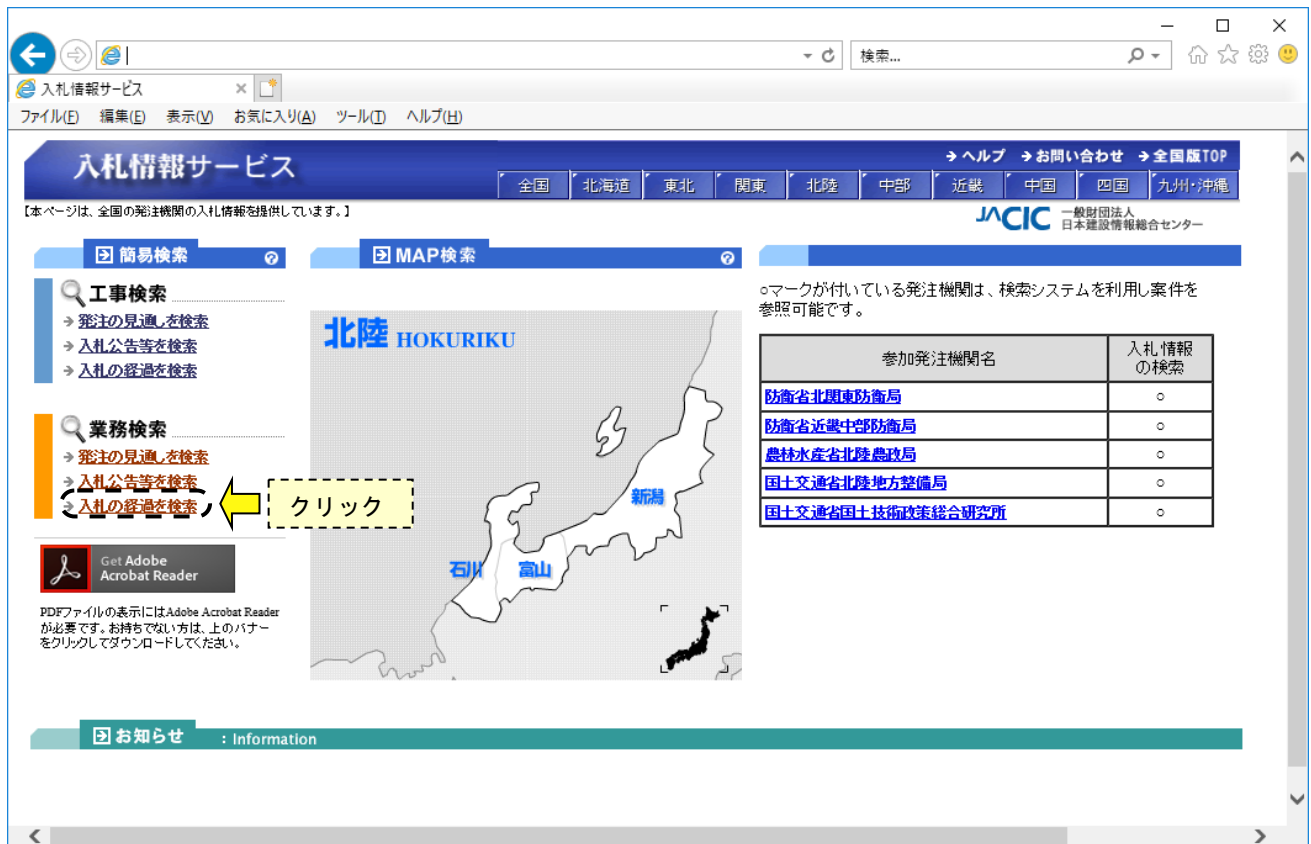 検索...
入札情報サービス
ファイル(F) 編集(E) 表示(V) お気に入り(A) ツール(T) ヘルプ(H)
入札情報サービス
ヘルプ お問い合わせ 全国版TOP
全国 北海道 東北 関東 北陸 中部 近畿 中国 四国 九州・沖縄
【本ページは、全国の発注機関の入札情報を提供しています。】
JACIC 一般財団法人
日本建設情報総合センター
簡易検索
工事検索
発注の見通しを検索
入札公告等を検索
入札の経過を検索
業務検索
発注の見通しを検索
入札公告等を検索
入札の経過を検索
クリック
Get Adobe
Acrobat Reader
PDFファイルの表示にはAdobe Acrobat Reader
が必要です。お持ちでない方は、上のバナー
をクリックしてダウンロードしてください。
MAP検索
北陸 HOKURIKU
新潟
石川 富山
○マークが付いている発注機関は、検索システムを利用し案件を
参照可能です。
参加発注機関名 入札情報
の検索
防衛省北関東防衛局 ○
防衛省近畿中部防衛局 ○
農林水産省北陸農政局 ○
国土交通省北陸地方整備局 ○
国土交通省国土技術政策総合研究所 ○
お知らせ : Information